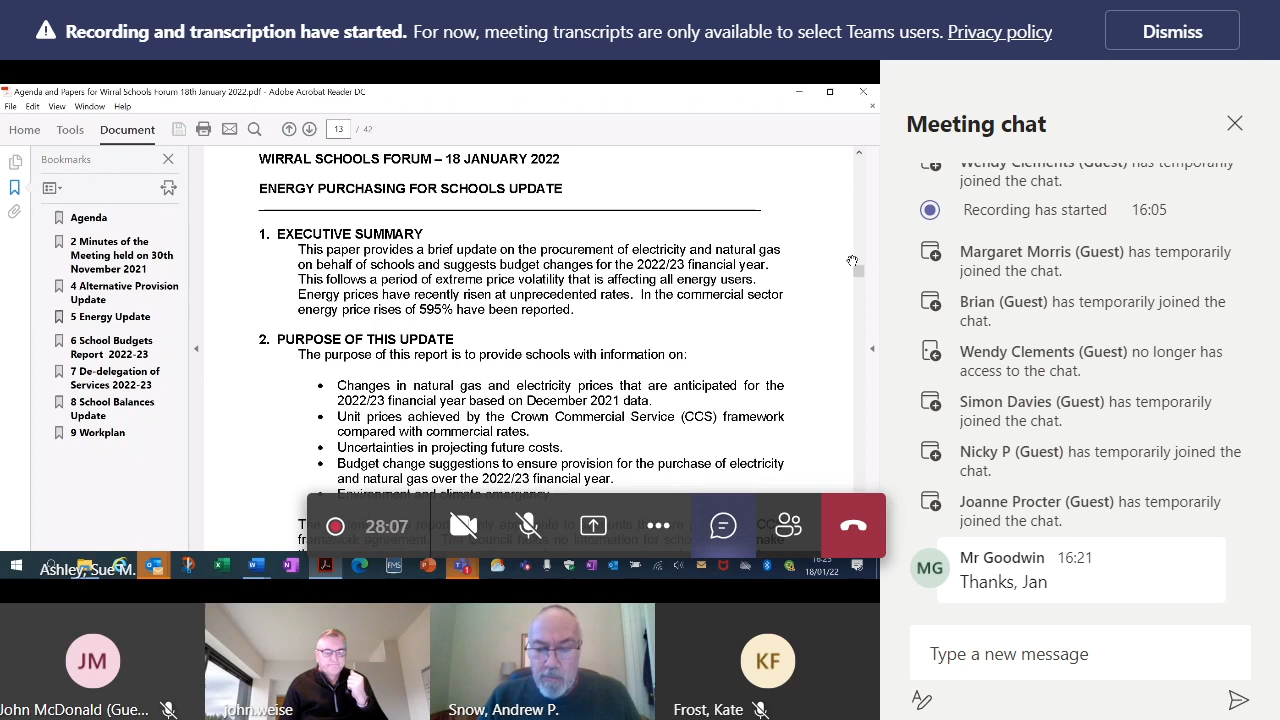 Recording and transcription have started. For now, meeting transcripts are only available to select Teams users. Privacy policy
Dismiss
Agenda and Papers for Wirral Schools Forum 18th January 2022.pdf - Adobe Acrobat Reader DC
File Edit View Window Help
Home Tools Document 13 / 42
Bookmarks
Agenda
2 Minutes of the
Meeting held on 30th
November 2021
4 Alternative Provision
Update
5 Energy Update
6 School Budgets
Report 2022-23
7 De-delegation of
Services 2022-23
8 School Balances
Update
9 Workplan
WIRRAL SCHOOLS FORUM – 18 JANUARY 2022
ENERGY PURCHASING FOR SCHOOLS UPDATE
1. EXECUTIVE SUMMARY
This paper provides a brief update on the procurement of electricity and natural gas
on behalf of schools and suggests budget changes for the 2022/23 financial year.
This follows a period of extreme price volatility that is affecting all energy users.
Energy prices have recently risen at unprecedented rates. In the commercial sector
energy price rises of 595% have been reported.
2. PURPOSE OF THIS UPDATE
The purpose of this report is to provide schools with information on:
• Changes in natural gas and electricity prices that are anticipated for the
2022/23 financial year based on December 2021 data.
• Unit prices achieved by the Crown Commercial Service (CCS) framework
compared with commercial rates.
• Uncertainties in projecting future costs.
• Budget change suggestions to ensure provision for the purchase of electricity
and natural gas over the 2022/23 financial year.
• Environment and climate emergency
28:07
Ashley, Sue M.
FMS
16:25
18/01/22
JM
John McDonald (Gue...
john.weise
Snow, Andrew P.
KF
Frost, Kate
Meeting chat
Wendy Clements (Guest) has temporarily
joined the chat.
Recording has started 16:05
Margaret Morris (Guest) has temporarily
joined the chat.
Brian (Guest) has temporarily joined the
chat.
Wendy Clements (Guest) no longer has
access to the chat.
Simon Davies (Guest) has temporarily
joined the chat.
Nicky P (Guest) has temporarily joined the
chat.
Joanne Procter (Guest) has temporarily
joined the chat.
MG
Mr Goodwin 16:21
Thanks, Jan
Type a new message